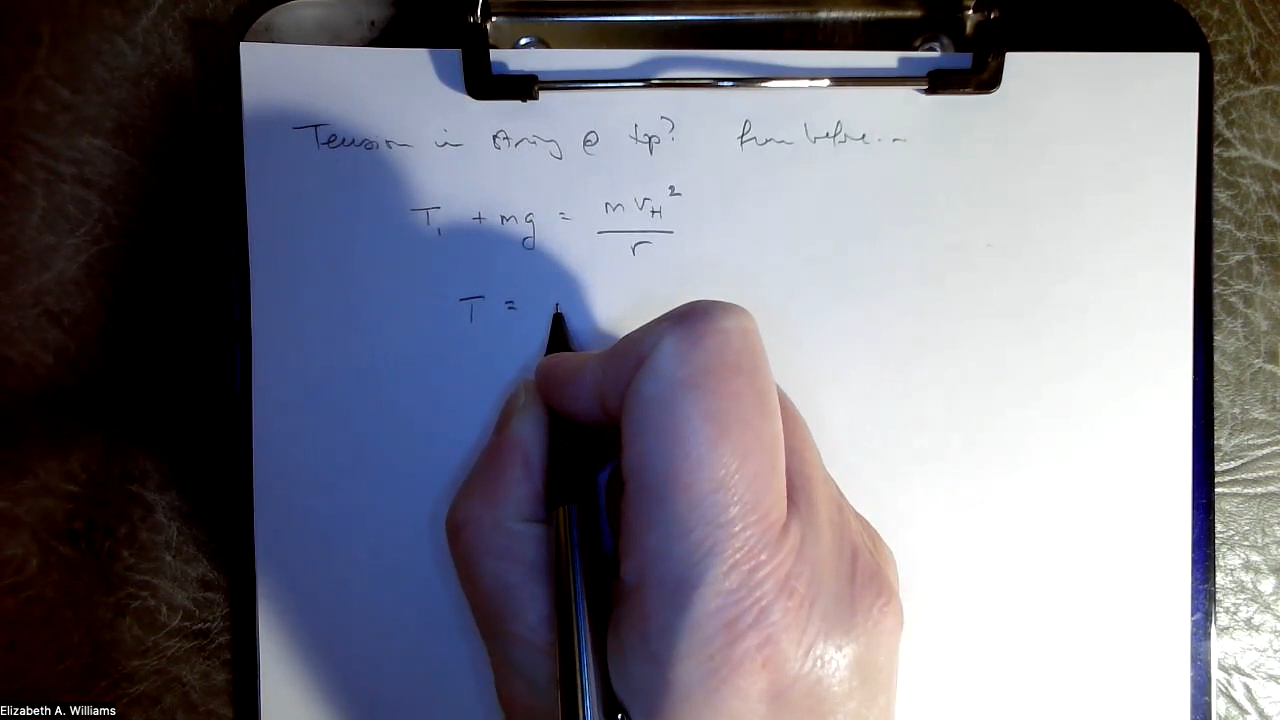 Tension in string @ top? from before...
T₁ + mg = m v_H² / r
T =
Elizabeth A. Williams